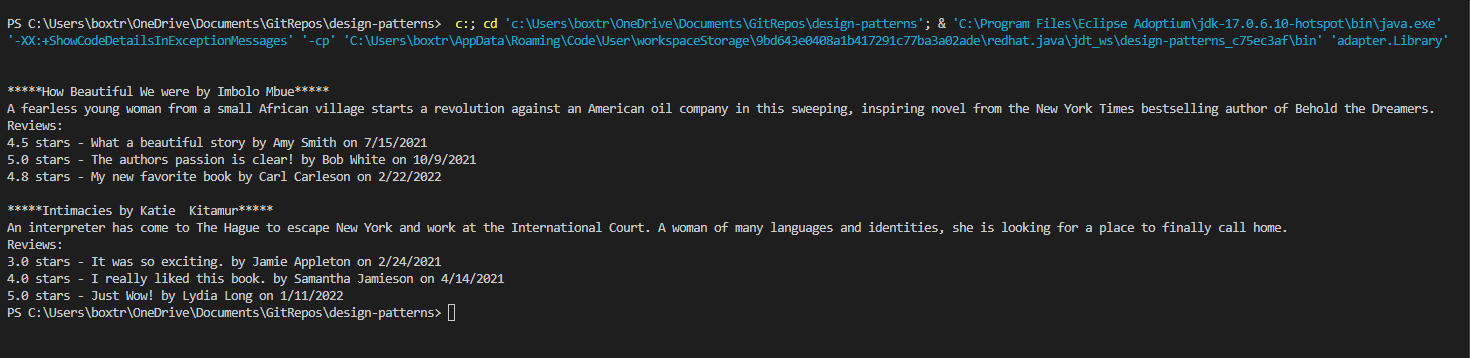 PS C:\Users\boxtr\OneDrive\Documents\GitRepos\design-patterns>  c:; cd 'c:\Users\boxtr\OneDrive\Documents\GitRepos\design-patterns'; & 'C:\Program Files\Eclipse Adoptium\jdk-17.0.6.10-hotspot\bin\java.exe'
'-XX:+ShowCodeDetailsInExceptionMessages' '-cp' 'C:\Users\boxtr\AppData\Roaming\Code\User\workspaceStorage\9bd643e0408a1b417291c77ba3a02ade\redhat.java\jdt_ws\design-patterns_c75ec3af\bin' 'adapter.Library'
*****How Beautiful We were by Imbolo Mbue*****
A fearless young woman from a small African village starts a revolution against an American oil company in this sweeping, inspiring novel from the New York Times bestselling author of Behold the Dreamers.
Reviews:
4.5 stars - What a beautiful story by Amy Smith on 7/15/2021
5.0 stars - The authors passion is clear! by Bob White on 10/9/2021
4.8 stars - My new favorite book by Carl Carleson on 2/22/2022
*****Intimacies by Katie  Kitamur*****
An interpreter has come to The Hague to escape New York and work at the International Court. A woman of many languages and identities, she is looking for a place to finally call home.
Reviews:
3.0 stars - It was so exciting. by Jamie Appleton on 2/24/2021
4.0 stars - I really liked this book. by Samantha Jamieson on 4/14/2021
5.0 stars - Just Wow! by Lydia Long on 1/11/2022
PS C:\Users\boxtr\OneDrive\Documents\GitRepos\design-patterns>